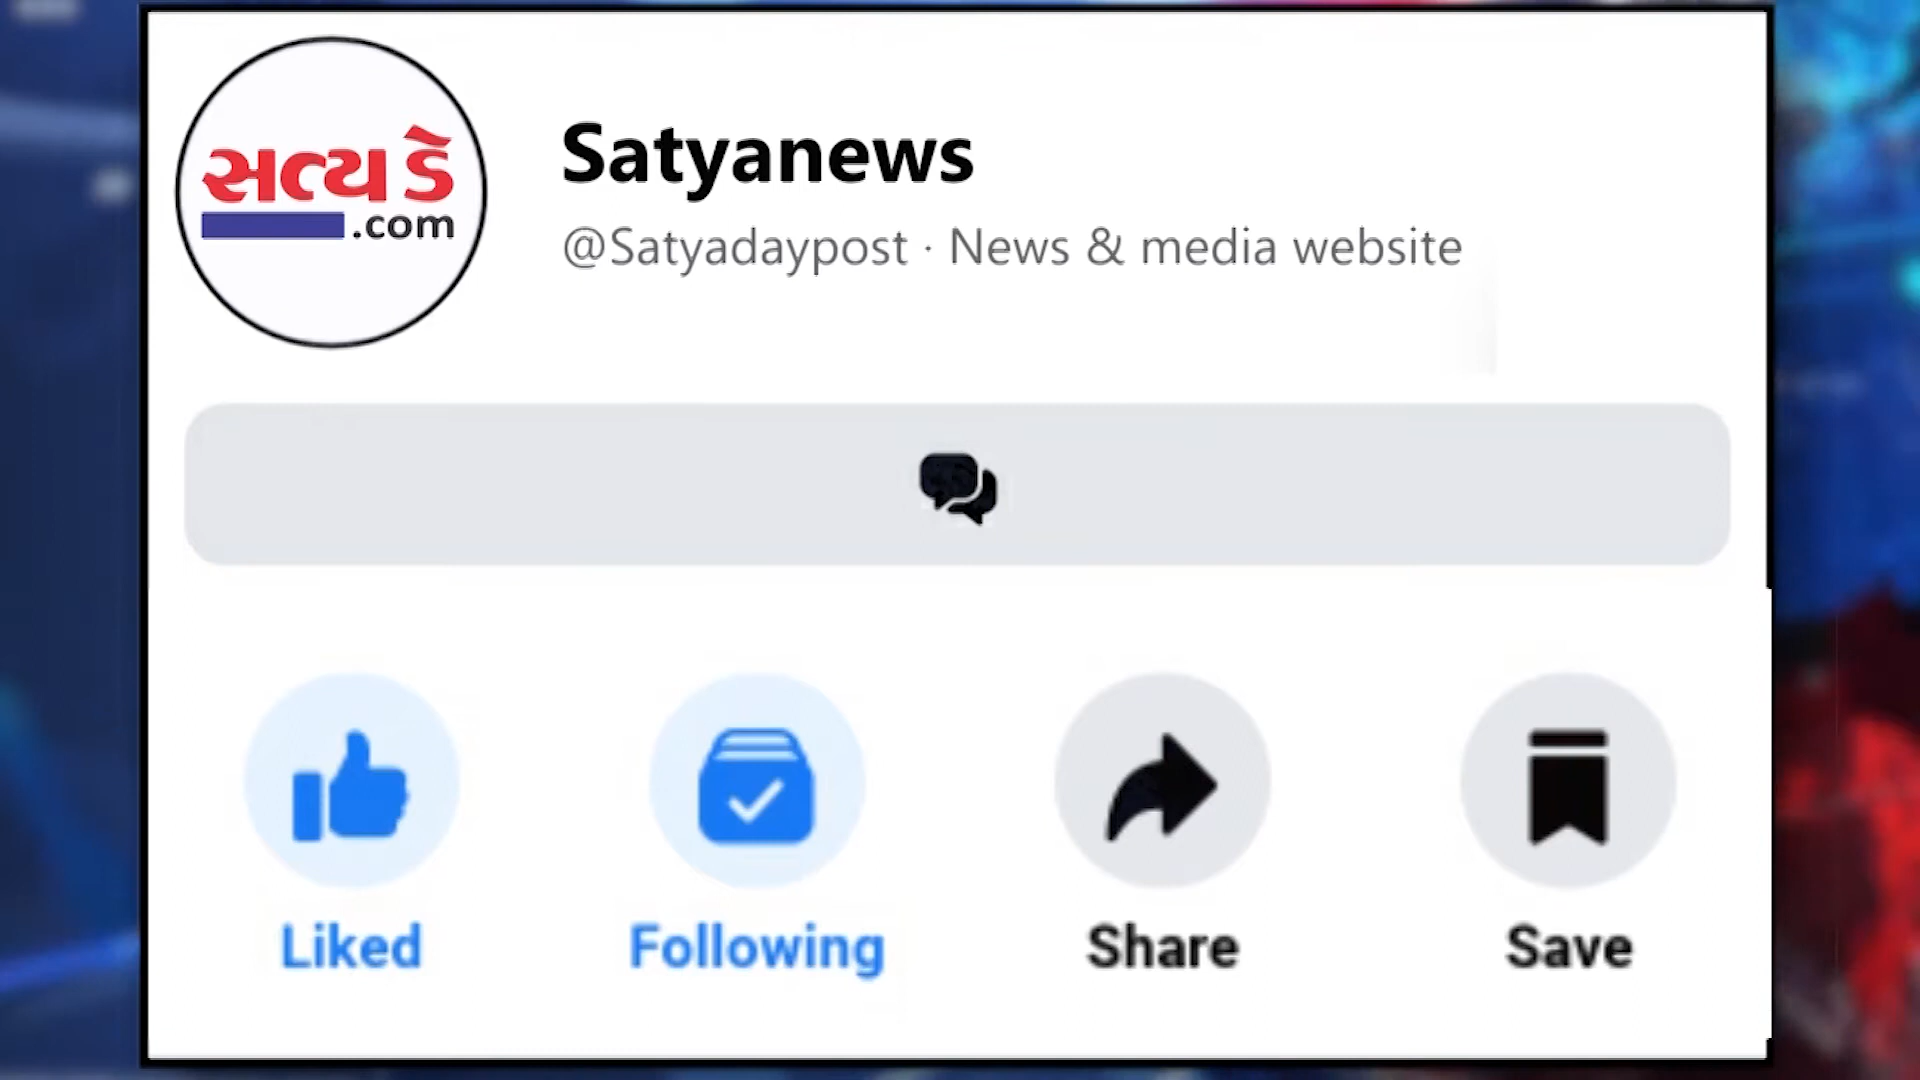 સત્ય ડે
.com
Satyanews
@Satyadaypost · News & media website
Liked
Following
Share
Save